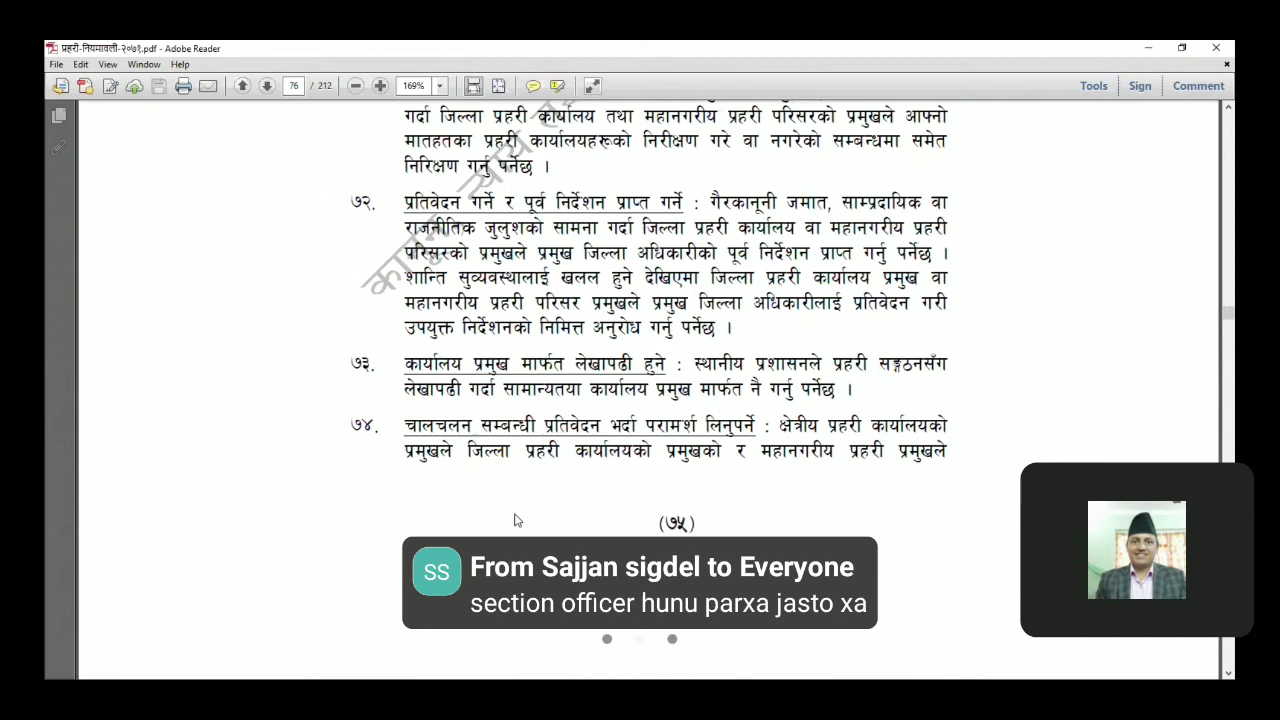 प्रहरी-नियमावली-२०७१.pdf - Adobe Reader
File Edit View Window Help
76 / 212 169% Tools Sign Comment
गर्दा जिल्ला प्रहरी कार्यालय तथा महानगरीय प्रहरी परिसरको प्रमुखले आफ्नो
मातहतका प्रहरी कार्यालयहरूको निरीक्षण गरे वा नगरेको सम्बन्धमा समेत
निरिक्षण गर्नु पर्नेछ ।
७२. प्रतिवेदन गर्ने र पूर्व निर्देशन प्राप्त गर्ने : गैरकानूनी जमात, साम्प्रदायिक वा
राजनीतिक जुलुशको सामना गर्दा जिल्ला प्रहरी कार्यालय वा महानगरीय प्रहरी
परिसरको प्रमुखले प्रमुख जिल्ला अधिकारीको पूर्व निर्देशन प्राप्त गर्नु पर्नेछ ।
शान्ति सुव्यवस्थालाई खलल हुने देखिएमा जिल्ला प्रहरी कार्यालय प्रमुख वा
महानगरीय प्रहरी परिसर प्रमुखले प्रमुख जिल्ला अधिकारीलाई प्रतिवेदन गरी
उपयुक्त निर्देशनको निमित्त अनुरोध गर्नु पर्नेछ ।
७३. कार्यालय प्रमुख मार्फत लेखापढी हुने : स्थानीय प्रशासनले प्रहरी सङ्गठनसँग
लेखापढी गर्दा सामान्यतया कार्यालय प्रमुख मार्फत नै गर्नु पर्नेछ ।
७४. चालचलन सम्बन्धी प्रतिवेदन भर्दा परामर्श लिनुपर्ने : क्षेत्रीय प्रहरी कार्यालयको
प्रमुखले जिल्ला प्रहरी कार्यालयको प्रमुखको र महानगरीय प्रहरी प्रमुखले
(७५)
SS From Sajjan sigdel to Everyone
section officer hunu parxa jasto xa
कानून न्याय